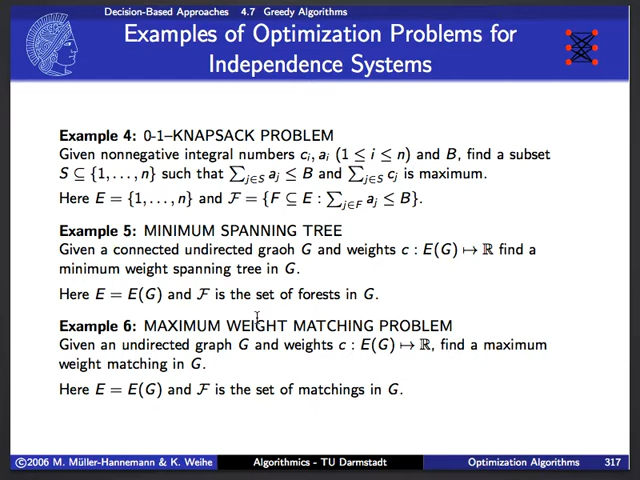 Decision-Based Approaches 4.7 Greedy Algorithms
Examples of Optimization Problems for
Independence Systems
Example 4: 0-1–KNAPSACK PROBLEM
Given nonnegative integral numbers cᵢ, aᵢ (1 ≤ i ≤ n) and B, find a subset
S ⊆ {1, . . . , n} such that ∑_{j∈S} aⱼ ≤ B and ∑_{j∈S} cⱼ is maximum.
Here E = {1, . . . , n} and 𝓕 = {F ⊆ E : ∑_{j∈F} aⱼ ≤ B}.
Example 5: MINIMUM SPANNING TREE
Given a connected undirected graoh G and weights c : E(G) ↦ ℝ find a
minimum weight spanning tree in G.
Here E = E(G) and 𝓕 is the set of forests in G.
Example 6: MAXIMUM WEIGHT MATCHING PROBLEM
Given an undirected graph G and weights c : E(G) ↦ ℝ, find a maximum
weight matching in G.
Here E = E(G) and 𝓕 is the set of matchings in G.
©2006 M. Müller-Hannemann & K. Weihe Algorithmics - TU Darmstadt Optimization Algorithms 317